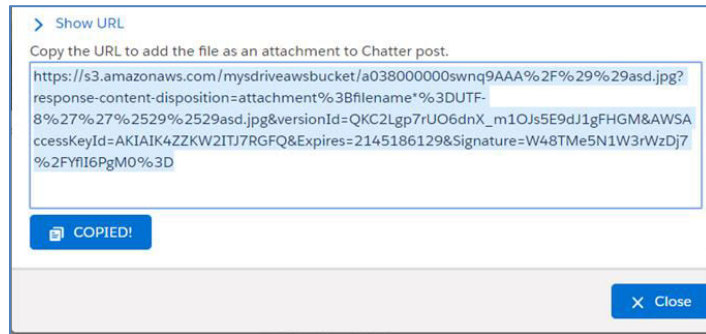 Show URL
Copy the URL to add the file as an attachment to Chatter post.
https://s3.amazonaws.com/mysdriveawsbucket/a038000000swnq9AAA%2F%29%29asd.jpg?
response-content-disposition=attachment%3Bfilename*%3DUTF-
8%27%27%2529%2529asd.jpg&versionId=QKC2Lgp7rUO6dnX_m1OJs5E9dJ1gFHGM&AWSA
ccessKeyId=AKIAIK4ZZKW2ITJ7RGFQ&Expires=2145186129&Signature=W48TMe5N1W3rWzDj7
%2FYflI6PgM0%3D
COPIED!
Close